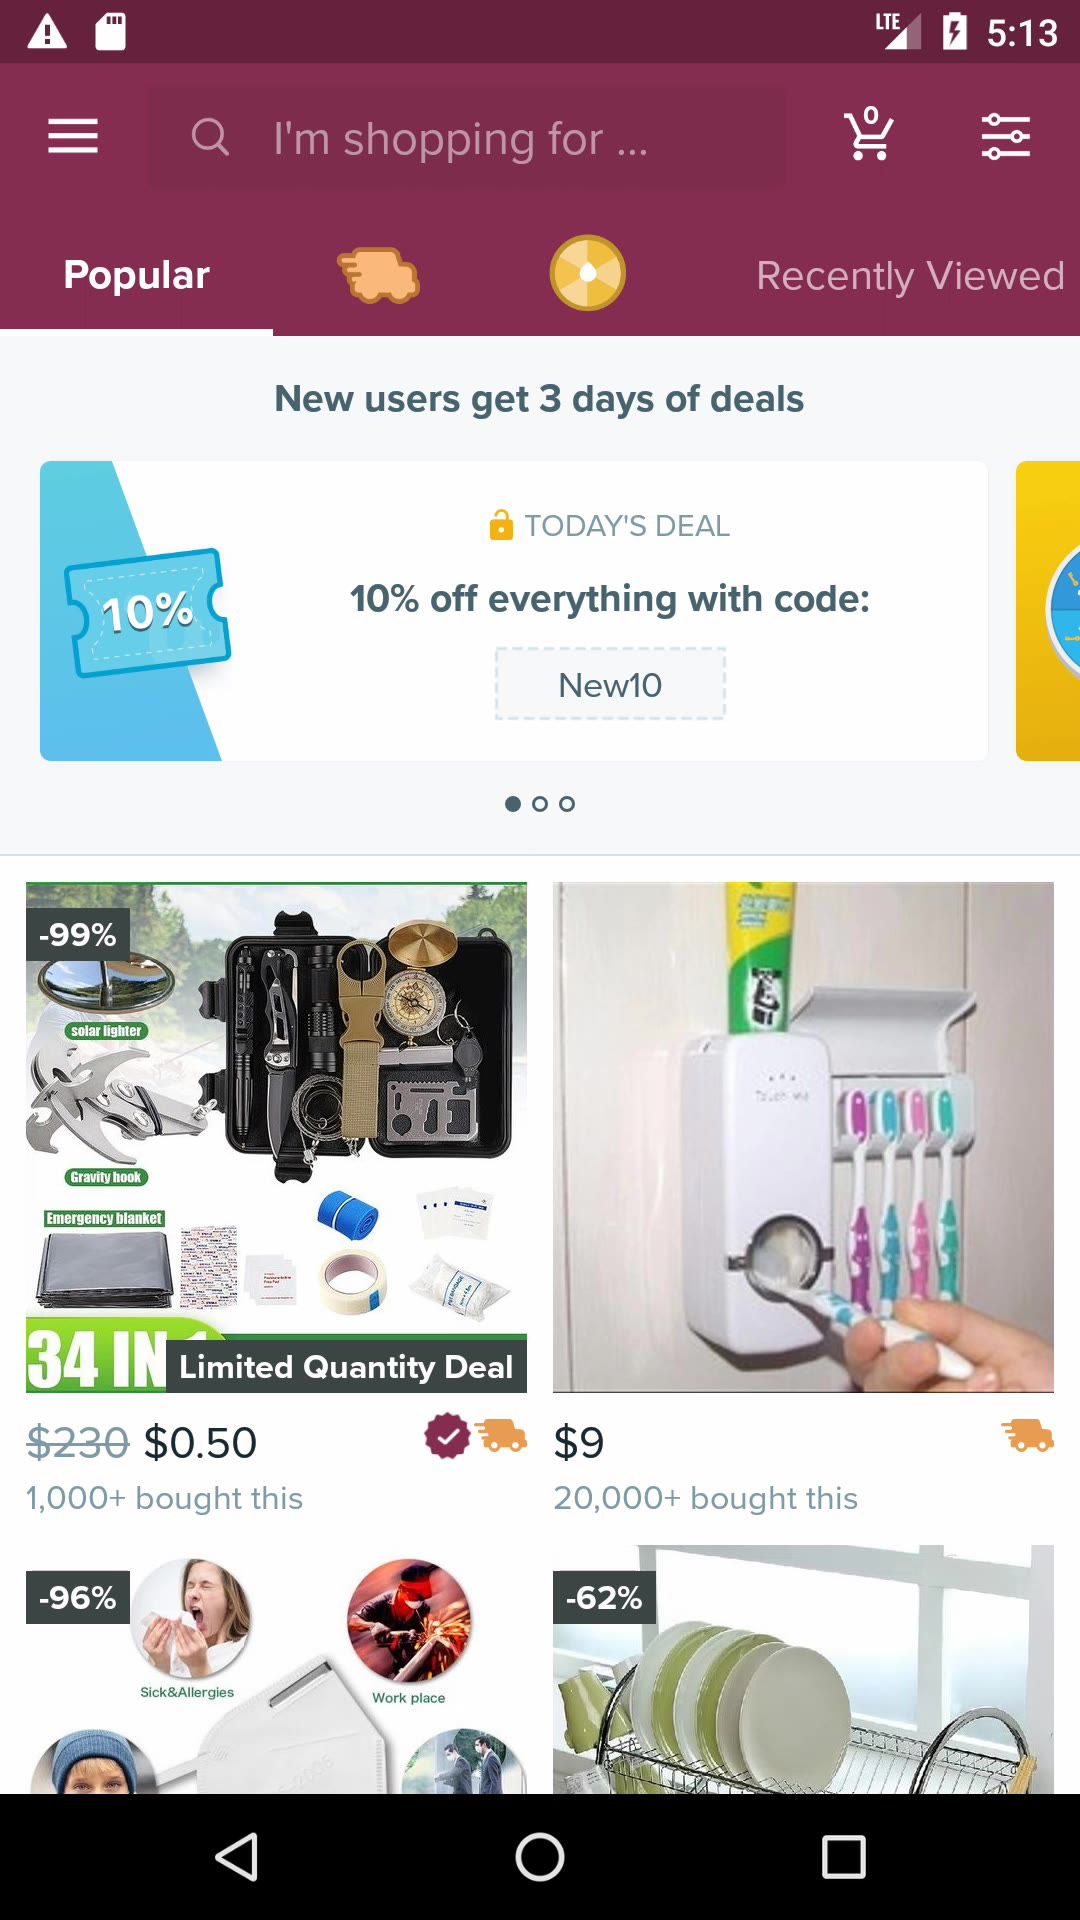 LTE 5:13
I'm shopping for ...
0
Popular
Recently Viewed
New users get 3 days of deals
TODAY'S DEAL
10%
10% off everything with code:
New10
-99%
solar lighter
Gravity hook
Emergency blanket
34 IN 1
Limited Quantity Deal
$230 $0.50
$9
1,000+ bought this
20,000+ bought this
-96%
-62%
Sick&Allergies
Work place